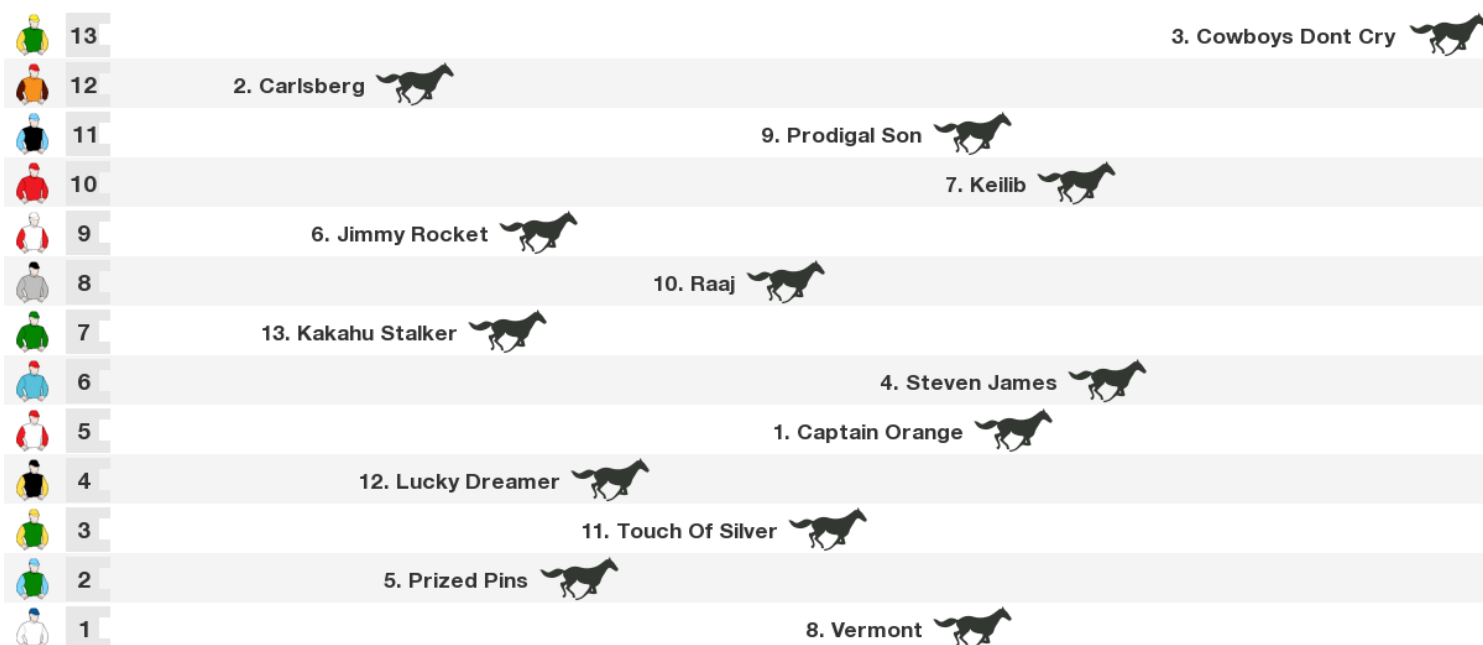 13 3. Cowboys Dont Cry
12 2. Carlsberg
11 9. Prodigal Son
10 7. Keilib
9 6. Jimmy Rocket
8 10. Raaj
7 13. Kakahu Stalker
6 4. Steven James
5 1. Captain Orange
4 12. Lucky Dreamer
3 11. Touch Of Silver
2 5. Prized Pins
1 8. Vermont